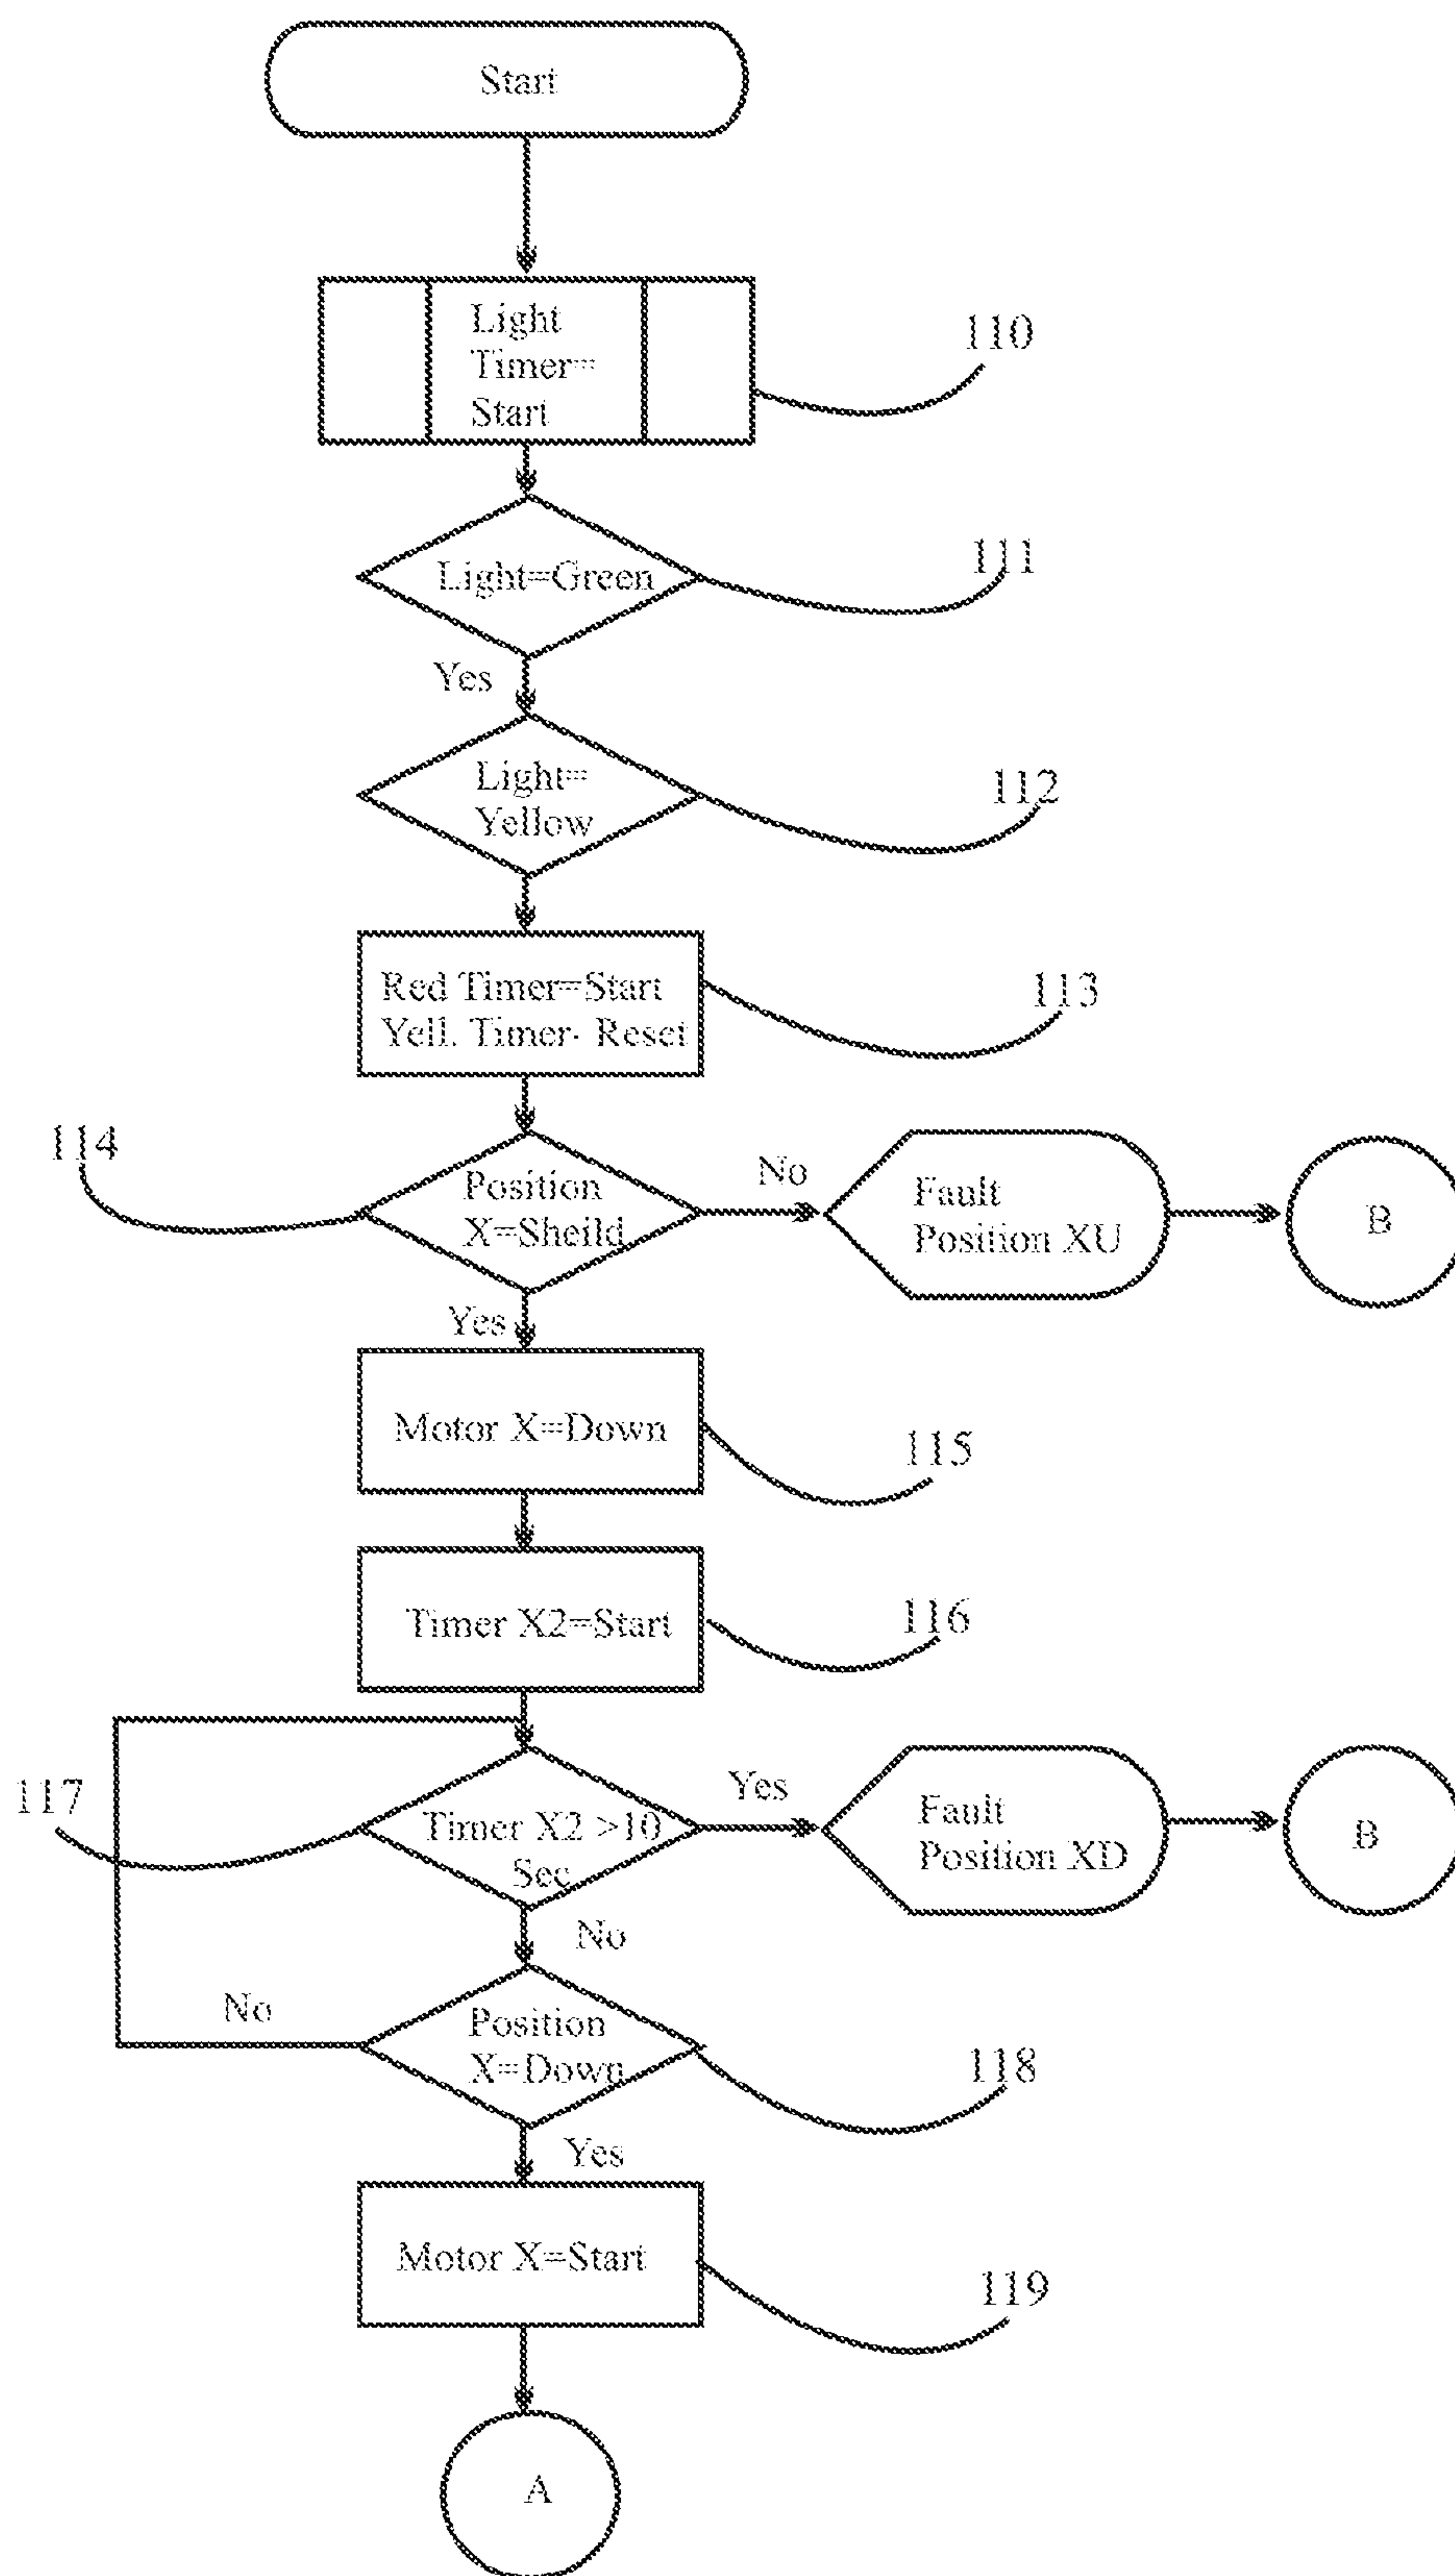 Start
Light
Timer=
Start
110
Light=Green
111
Yes
Light=
Yellow
112
Red Timer=Start
Yell. Timer- Reset
113
114
Position
X=Sheild
No
Fault
Position XU
B
Yes
Motor X=Down
115
Timer X2=Start
116
117
Timer X2 >10
Sec
Yes
Fault
Position XD
B
No
No
Position
X=Down
118
Yes
Motor X=Start
119
A